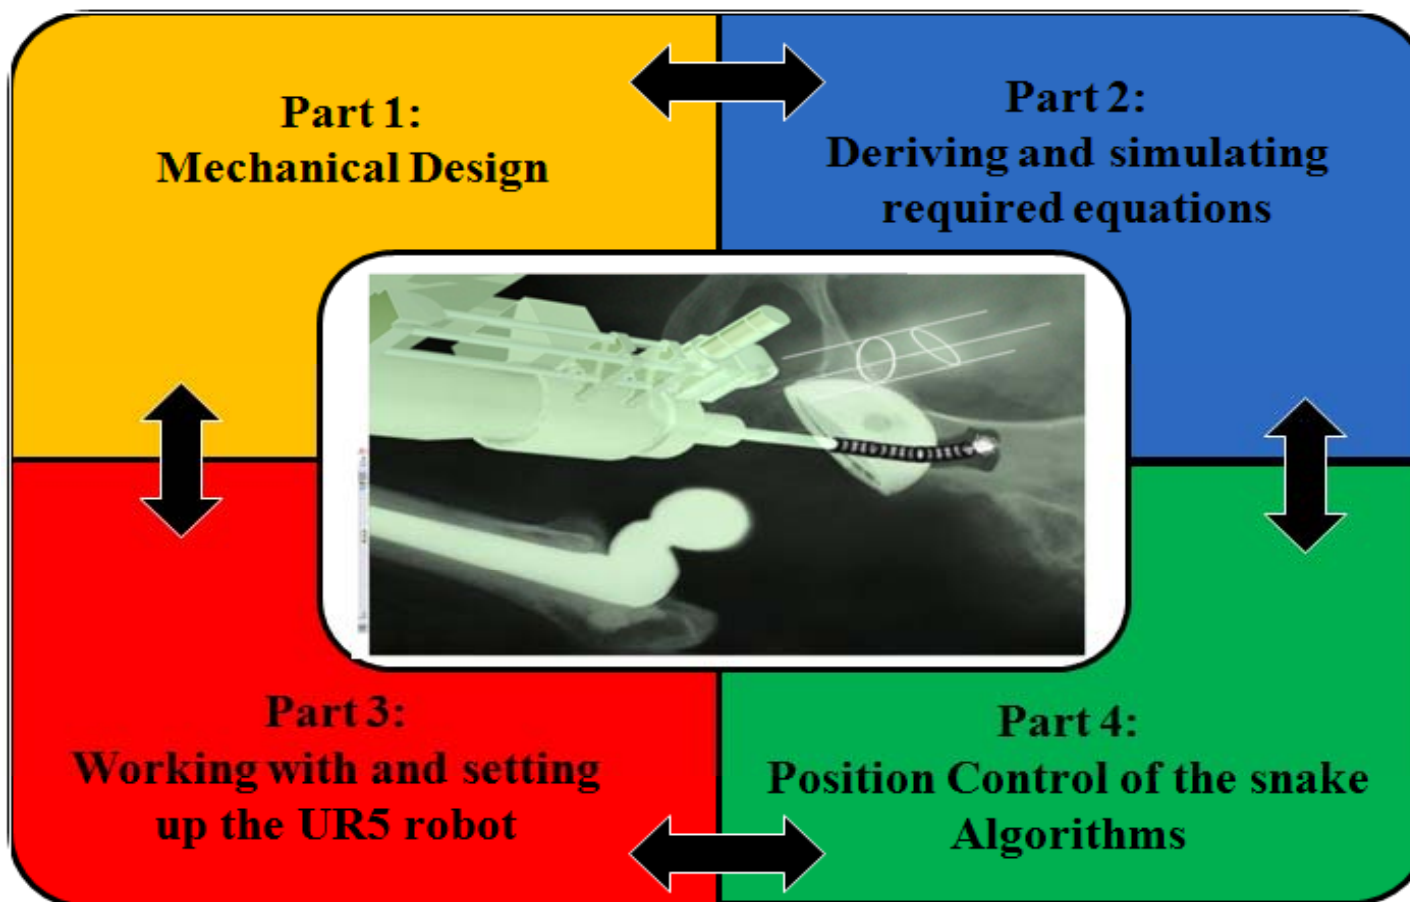 Part 1:
Mechanical Design
Part 2:
Deriving and simulating
required equations
Part 3:
Working with and setting
up the UR5 robot
Part 4:
Position Control of the snake
Algorithms